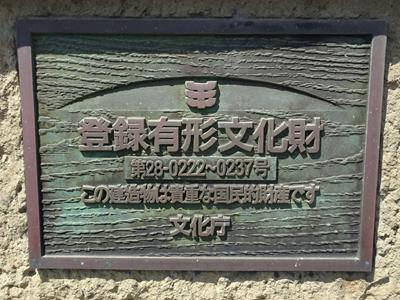 登録有形文化財
第28-0222~0237号
この建造物は貴重な国民的財産です
文化庁